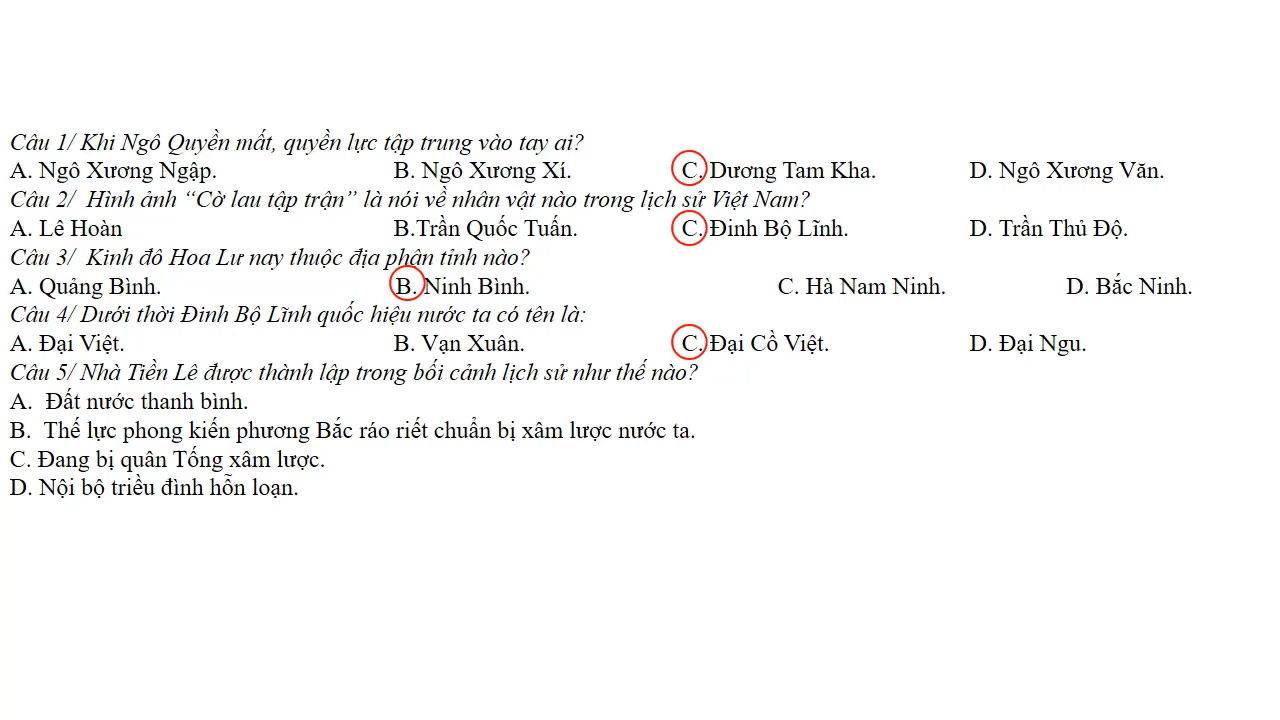 Câu 1/ Khi Ngô Quyền mất, quyền lực tập trung vào tay ai?
A. Ngô Xương Ngập. B. Ngô Xương Xí. C. Dương Tam Kha. D. Ngô Xương Văn.
Câu 2/ Hình ảnh “Cờ lau tập trận” là nói về nhân vật nào trong lịch sử Việt Nam?
A. Lê Hoàn B.Trần Quốc Tuấn. C. Đinh Bộ Lĩnh. D. Trần Thủ Độ.
Câu 3/ Kinh đô Hoa Lư nay thuộc địa phận tỉnh nào?
A. Quảng Bình. B. Ninh Bình. C. Hà Nam Ninh. D. Bắc Ninh.
Câu 4/ Dưới thời Đinh Bộ Lĩnh quốc hiệu nước ta có tên là:
A. Đại Việt. B. Vạn Xuân. C. Đại Cồ Việt. D. Đại Ngu.
Câu 5/ Nhà Tiền Lê được thành lập trong bối cảnh lịch sử như thế nào?
A. Đất nước thanh bình.
B. Thế lực phong kiến phương Bắc ráo riết chuẩn bị xâm lược nước ta.
C. Đang bị quân Tống xâm lược.
D. Nội bộ triều đình hỗn loạn.